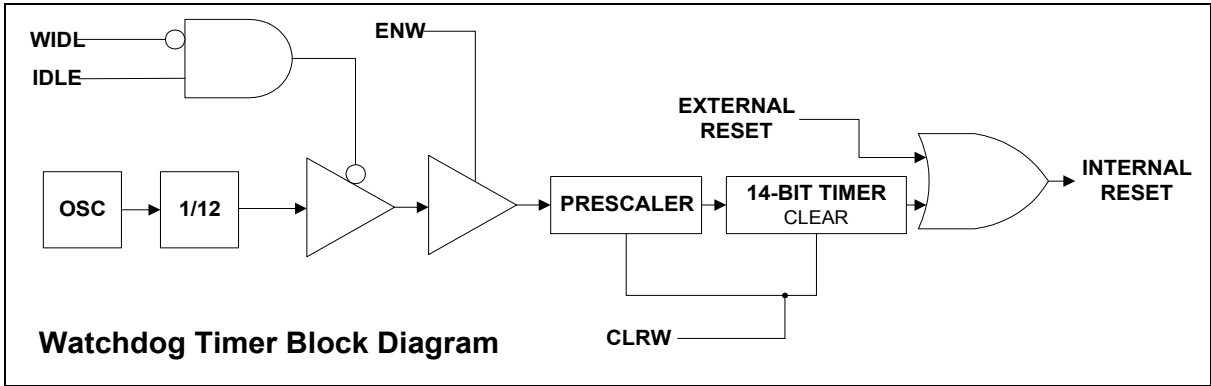 WIDL
IDLE
ENW
EXTERNAL
RESET
OSC
1/12
PRESCALER
14-BIT TIMER
CLEAR
INTERNAL
RESET
CLRW
Watchdog Timer Block Diagram